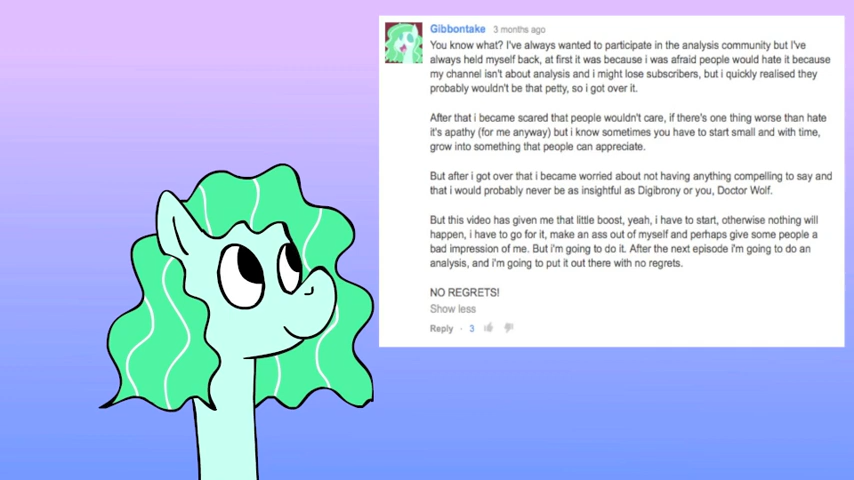 Gibbontake 3 months ago
You know what? I've always wanted to participate in the analysis community but I've
always held myself back, at first it was because i was afraid people would hate it because
my channel isn't about analysis and i might lose subscribers, but i quickly realised they
probably wouldn't be that petty, so i got over it.
After that i became scared that people wouldn't care, if there's one thing worse than hate
it's apathy (for me anyway) but i know sometimes you have to start small and with time,
grow into something that people can appreciate.
But after i got over that i became worried about not having anything compelling to say and
that i would probably never be as insightful as Digibrony or you, Doctor Wolf.
But this video has given me that little boost, yeah, i have to start, otherwise nothing will
happen, i have to go for it, make an ass out of myself and perhaps give some people a
bad impression of me. But i'm going to do it. After the next episode i'm going to do an
analysis, and i'm going to put it out there with no regrets.
NO REGRETS!
Show less
Reply · 3